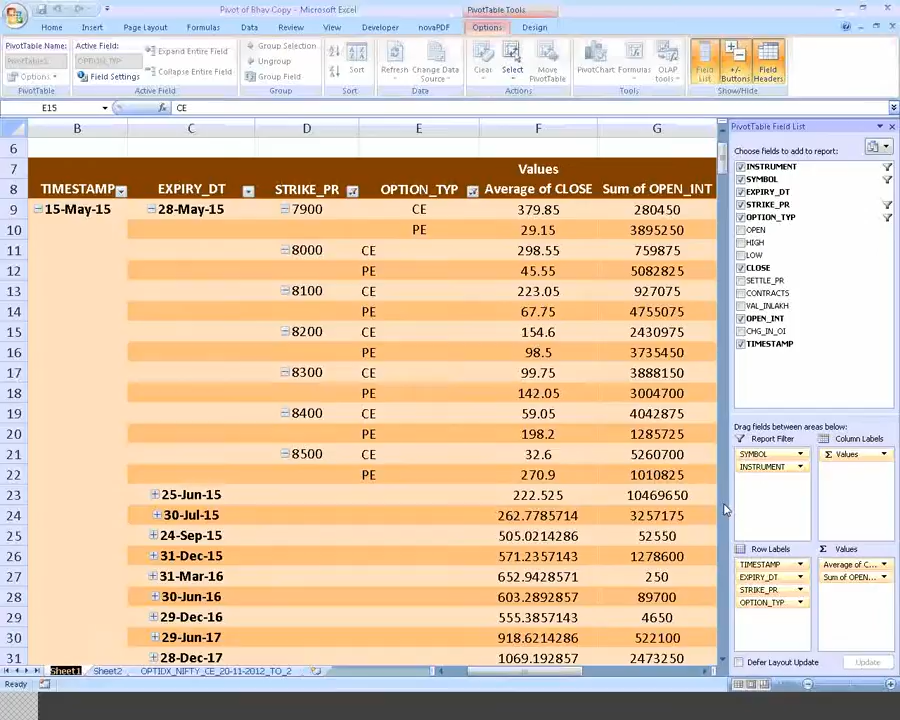 Pivot of Bhav Copy - Microsoft Excel
PivotTable Tools
Home Insert Page Layout Formulas Data Review View Developer novaPDF Options Design
PivotTable Name:
Options
PivotTable
Active Field:
OPTION_TYP
Field Settings
Expand Entire Field
Collapse Entire Field
Active Field
Group Selection
Ungroup
Group Field
Group
Sort
Sort
Refresh Change Data Source
Data
Clear Select Move PivotTable
Actions
PivotChart Formulas OLAP tools
Tools
Field List +/- Buttons Field Headers
Show/Hide
E15 fx CE
B C D E F G
6
7 Values
8 TIMESTAMP EXPIRY_DT STRIKE_PR OPTION_TYP Average of CLOSE Sum of OPEN_INT
9 15-May-15 28-May-15 7900 CE 379.85 280450
10 PE 29.15 3895250
11 8000 CE 298.55 759875
12 PE 45.55 5082825
13 8100 CE 223.05 927075
14 PE 67.75 4755075
15 8200 CE 154.6 2430975
16 PE 98.5 3735450
17 8300 CE 99.75 3888150
18 PE 142.05 3004700
19 8400 CE 59.05 4042875
20 PE 198.2 1285725
21 8500 CE 32.6 5260700
22 PE 270.9 1010825
23 25-Jun-15 222.525 10469650
24 30-Jul-15 262.7785714 3257175
25 24-Sep-15 505.0214286 52550
26 31-Dec-15 571.2357143 1278600
27 31-Mar-16 652.9428571 250
28 30-Jun-16 603.2892857 89700
29 29-Dec-16 555.3857143 4650
30 29-Jun-17 918.6214286 522100
31 28-Dec-17 1069.192857 2473250
Sheet1 Sheet2 OPTIDX_NIFTY_CE_20-11-2012_TO_2
Ready
PivotTable Field List
Choose fields to add to report:
INSTRUMENT
SYMBOL
EXPIRY_DT
STRIKE_PR
OPTION_TYP
OPEN
HIGH
LOW
CLOSE
SETTLE_PR
CONTRACTS
VAL_INLAKH
OPEN_INT
CHG_IN_OI
TIMESTAMP
Drag fields between areas below:
Report Filter Column Labels
SYMBOL Σ Values
INSTRUMENT
Row Labels Σ Values
TIMESTAMP Average of C...
EXPIRY_DT Sum of OPEN...
STRIKE_PR
OPTION_TYP
Defer Layout Update Update